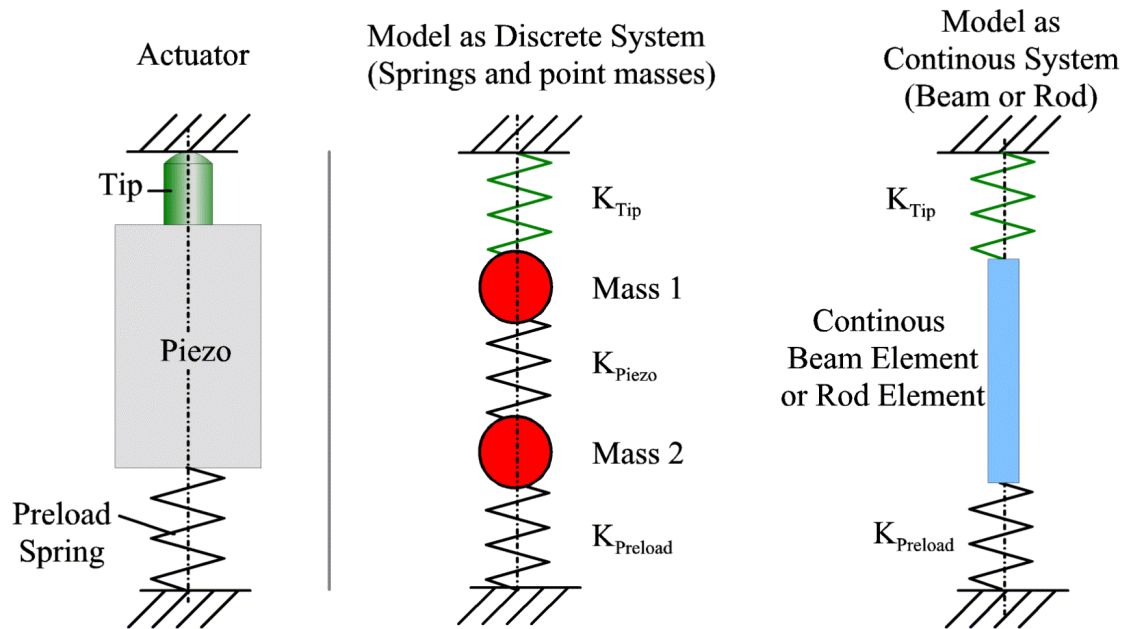 Actuator
Tip
Piezo
Preload
Spring
Model as Discrete System
(Springs and point masses)
K_Tip
Mass 1
K_Piezo
Mass 2
K_Preload
Model as
Continous System
(Beam or Rod)
K_Tip
Continous
Beam Element
or Rod Element
K_Preload